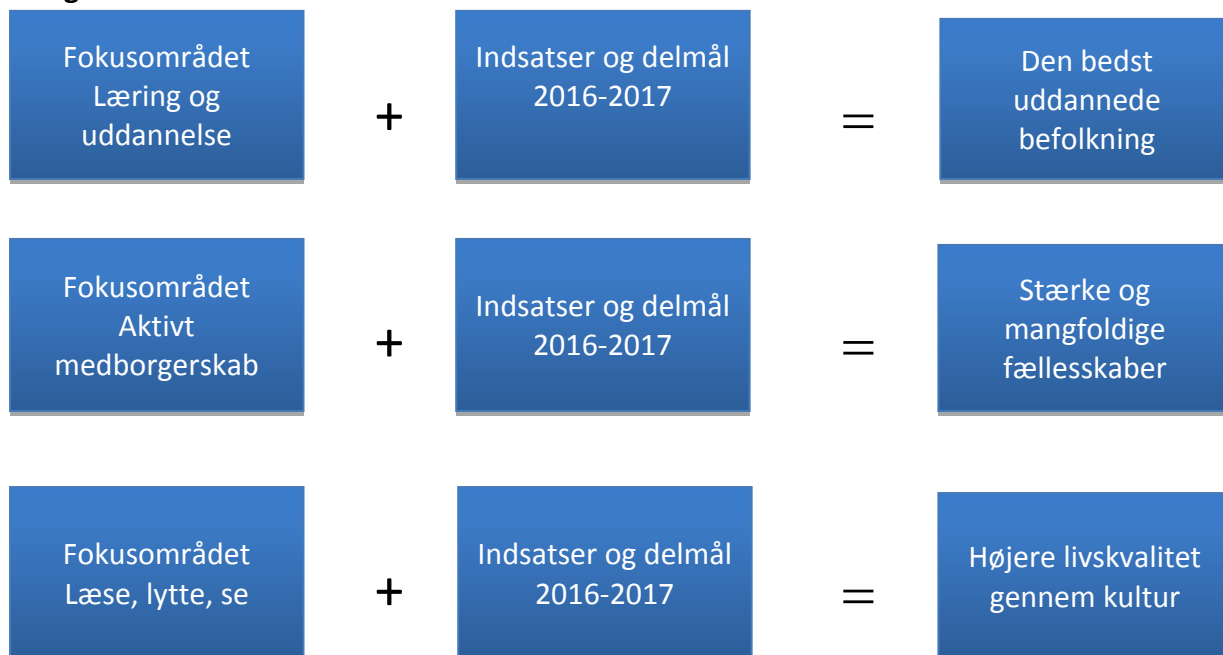 Fokusområdet
Læring og
uddannelse
+
Indsatser og delmål
2016-2017
=
Den bedst
uddannede
befolkning
Fokusområdet
Aktivt
medborgerskab
+
Indsatser og delmål
2016-2017
=
Stærke og
mangfoldige
fællesskaber
Fokusområdet
Læse, lytte, se
+
Indsatser og delmål
2016-2017
=
Højere livskvalitet
gennem kultur